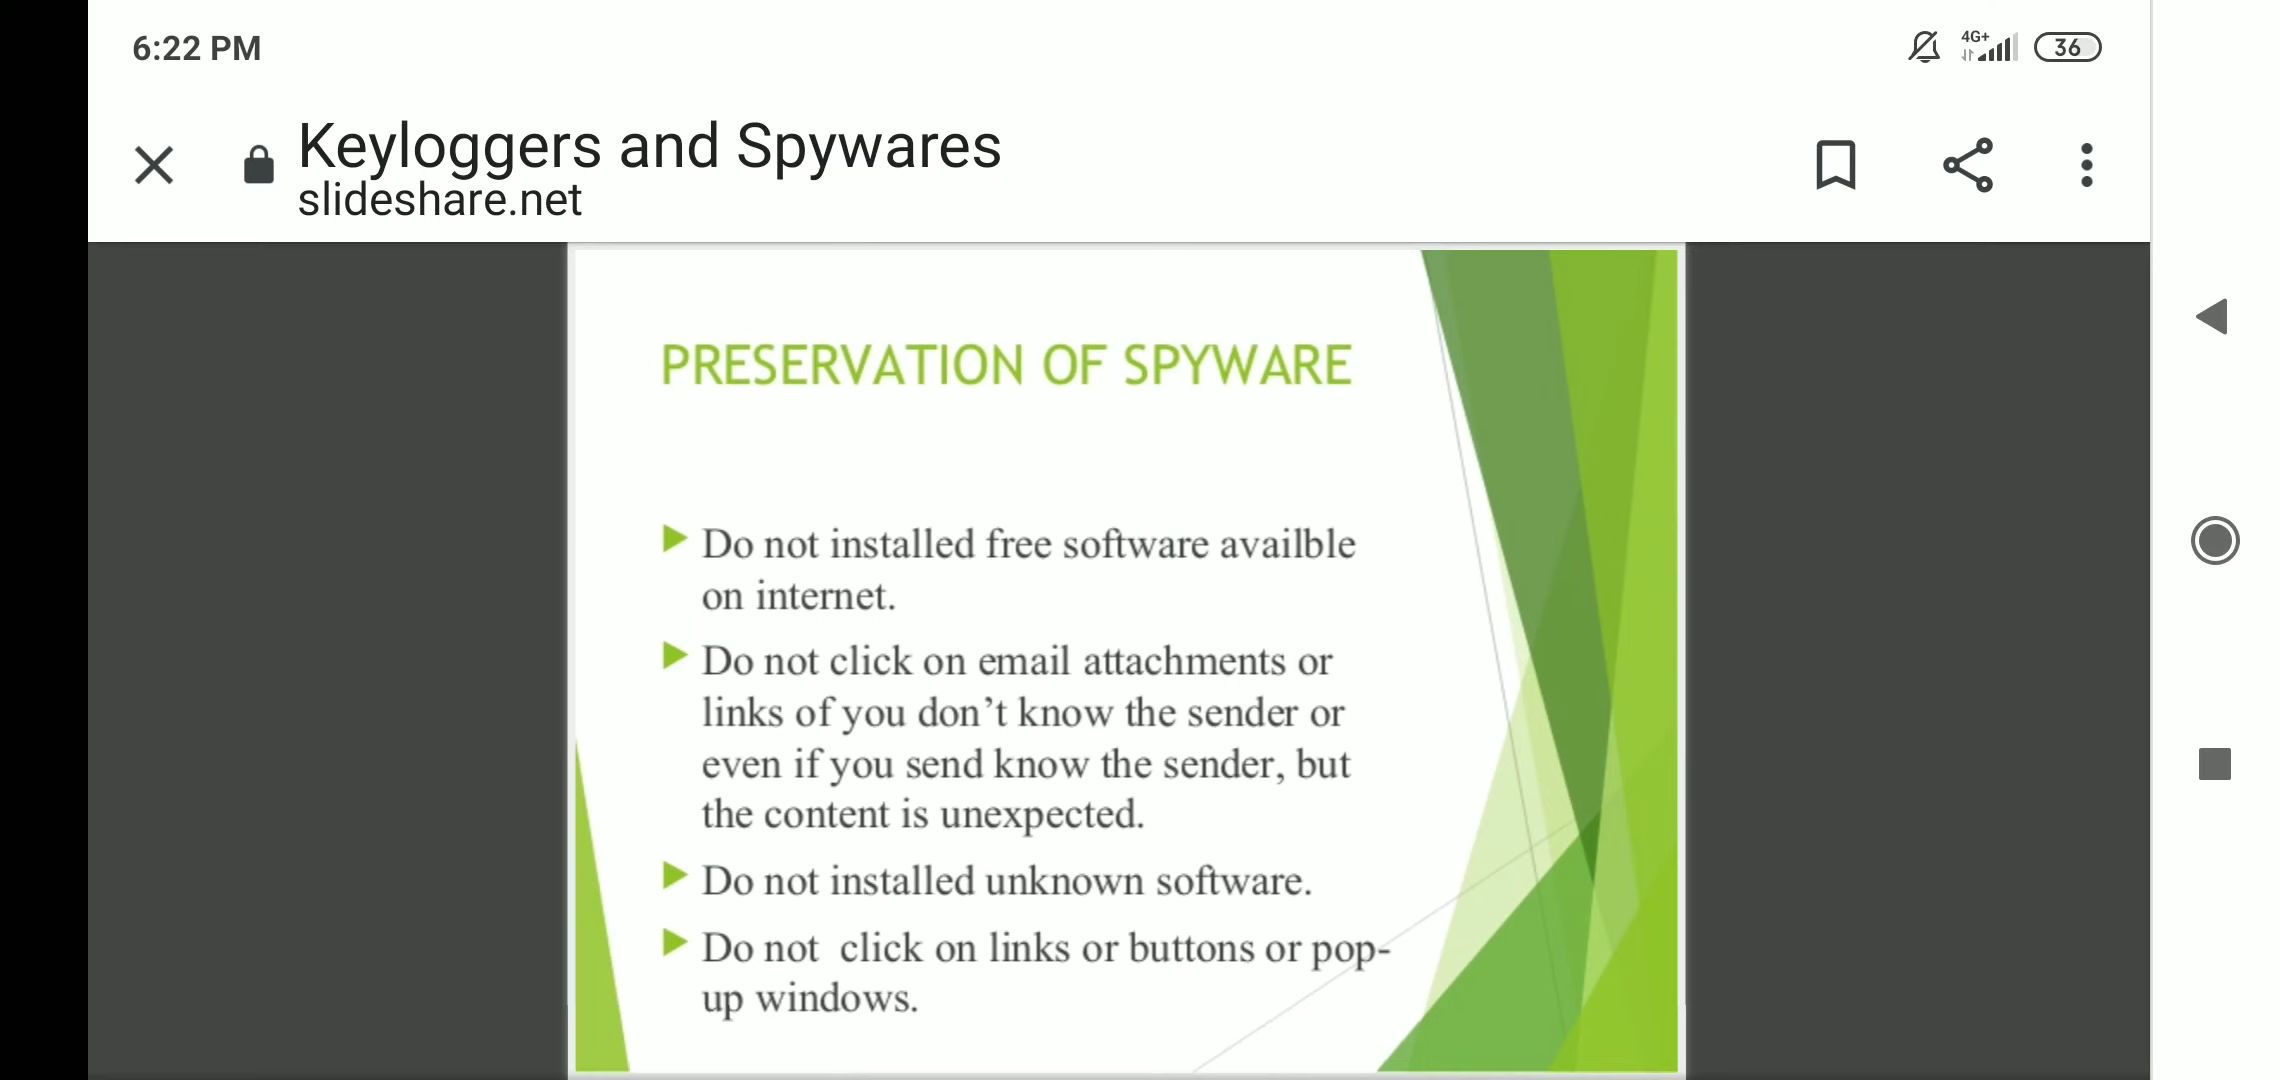 6:22 PM
4G+
36
Keyloggers and Spywares
slideshare.net
PRESERVATION OF SPYWARE
Do not installed free software availble
on internet.
Do not click on email attachments or
links of you don’t know the sender or
even if you send know the sender, but
the content is unexpected.
Do not installed unknown software.
Do not click on links or buttons or pop-
up windows.